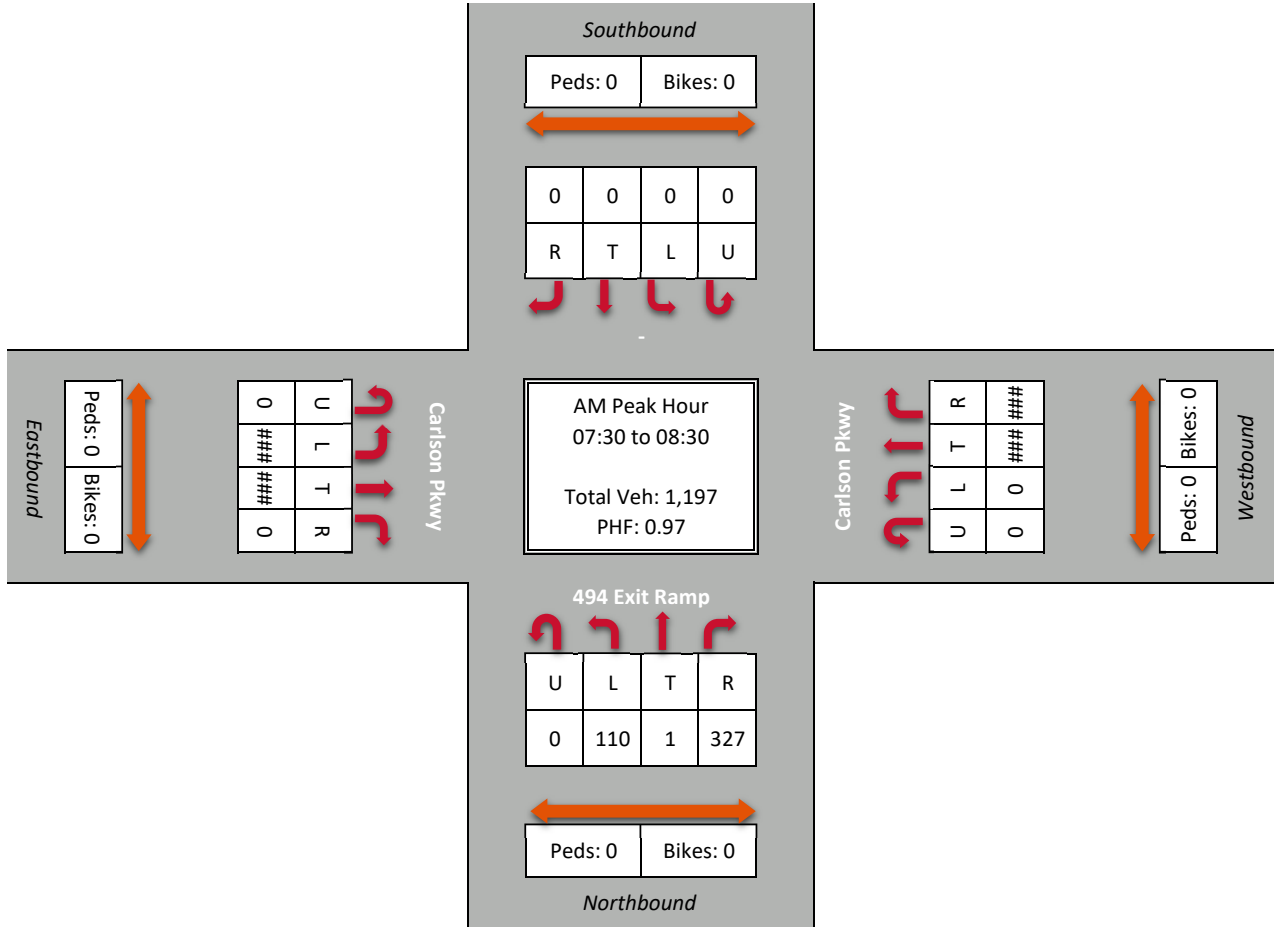 Southbound
Peds: 0 Bikes: 0
0 0 0 0
R T L U
-
Eastbound
Peds: 0 Bikes: 0
0 ### ### 0
U L T R
Carlson Pkwy
AM Peak Hour
07:30 to 08:30
Total Veh: 1,197
PHF: 0.97
Carlson Pkwy
R T L U
### ### 0 0
Peds: 0 Bikes: 0
Westbound
494 Exit Ramp
U L T R
0 110 1 327
Peds: 0 Bikes: 0
Northbound